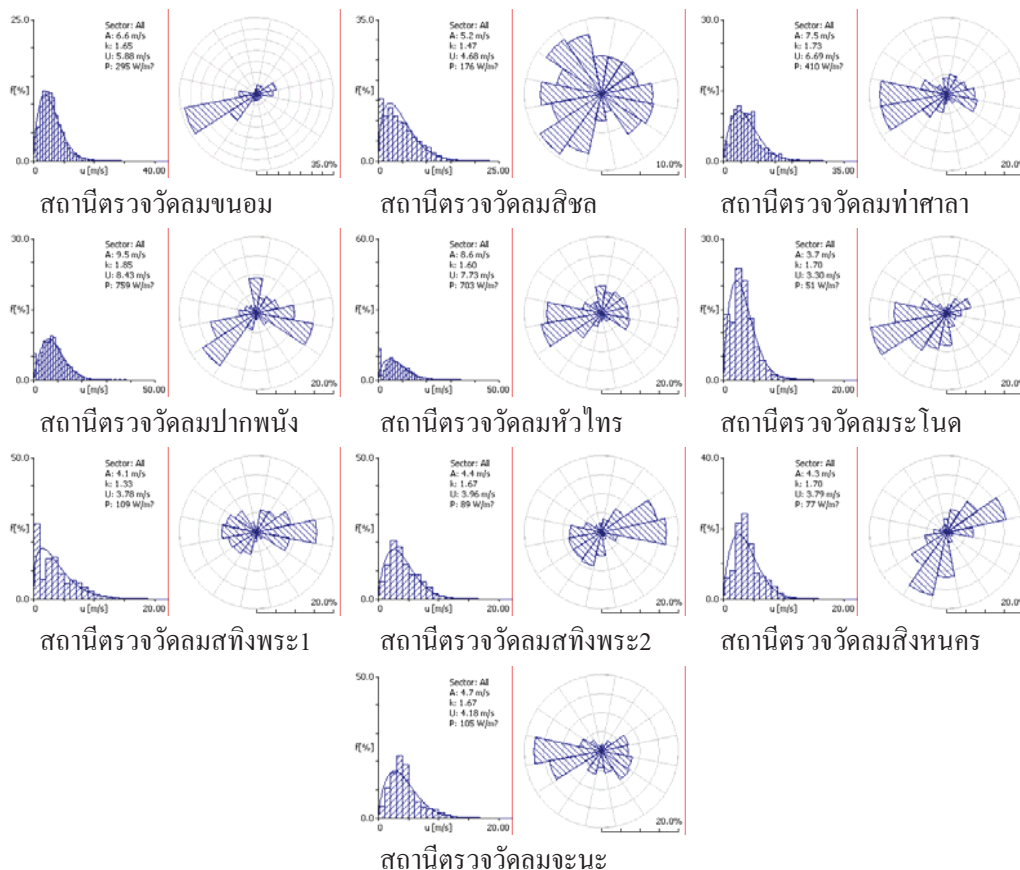 25.0
Sector: All
A: 6.6 m/s
k: 1.65
U: 5.88 m/s
P: 295 W/m?
f[%]
0.0
0
u [m/s]
40.00
35.0%
สถานีตรวจวัดลมขนอม
35.0
Sector: All
A: 5.2 m/s
k: 1.47
U: 4.68 m/s
P: 176 W/m?
f[%]
0.0
0
u [m/s]
25.00
10.0%
สถานีตรวจวัดลมสิชล
30.0
Sector: All
A: 7.5 m/s
k: 1.73
U: 6.69 m/s
P: 410 W/m?
f[%]
0.0
0
u [m/s]
35.00
20.0%
สถานีตรวจวัดลมท่าศาลา
30.0
Sector: All
A: 9.5 m/s
k: 1.85
U: 8.43 m/s
P: 759 W/m?
f[%]
0.0
0
u [m/s]
50.00
20.0%
สถานีตรวจวัดลมปากพนัง
60.0
Sector: All
A: 8.6 m/s
k: 1.60
U: 7.73 m/s
P: 703 W/m?
f[%]
0.0
0
u [m/s]
50.00
20.0%
สถานีตรวจวัดลมหัวไทร
30.0
Sector: All
A: 3.7 m/s
k: 1.70
U: 3.30 m/s
P: 51 W/m?
f[%]
0.0
0
u [m/s]
20.00
20.0%
สถานีตรวจวัดลมระโนด
50.0
Sector: All
A: 4.1 m/s
k: 1.33
U: 3.78 m/s
P: 109 W/m?
f[%]
0.0
0
u [m/s]
20.00
20.0%
สถานีตรวจวัดลมสทิงพระ1
50.0
Sector: All
A: 4.4 m/s
k: 1.67
U: 3.96 m/s
P: 89 W/m?
f[%]
0.0
0
u [m/s]
20.00
20.0%
สถานีตรวจวัดลมสทิงพระ2
40.0
Sector: All
A: 4.3 m/s
k: 1.70
U: 3.79 m/s
P: 77 W/m?
f[%]
0.0
0
u [m/s]
20.00
20.0%
สถานีตรวจวัดลมสิงหนคร
50.0
Sector: All
A: 4.7 m/s
k: 1.67
U: 4.18 m/s
P: 105 W/m?
f[%]
0.0
0
u [m/s]
20.00
20.0%
สถานีตรวจวัดลมจะนะ